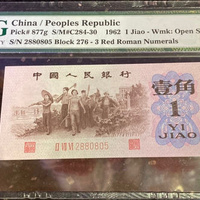 China / Peoples Republic
Pick# 877g S/M#C284-30 1962 1 Jiao - Wmk: Open S
S/N 2880805 Block 276 - 3 Red Roman Numerals
中国人民银行
壹角
1
YI
JIAO
2880805